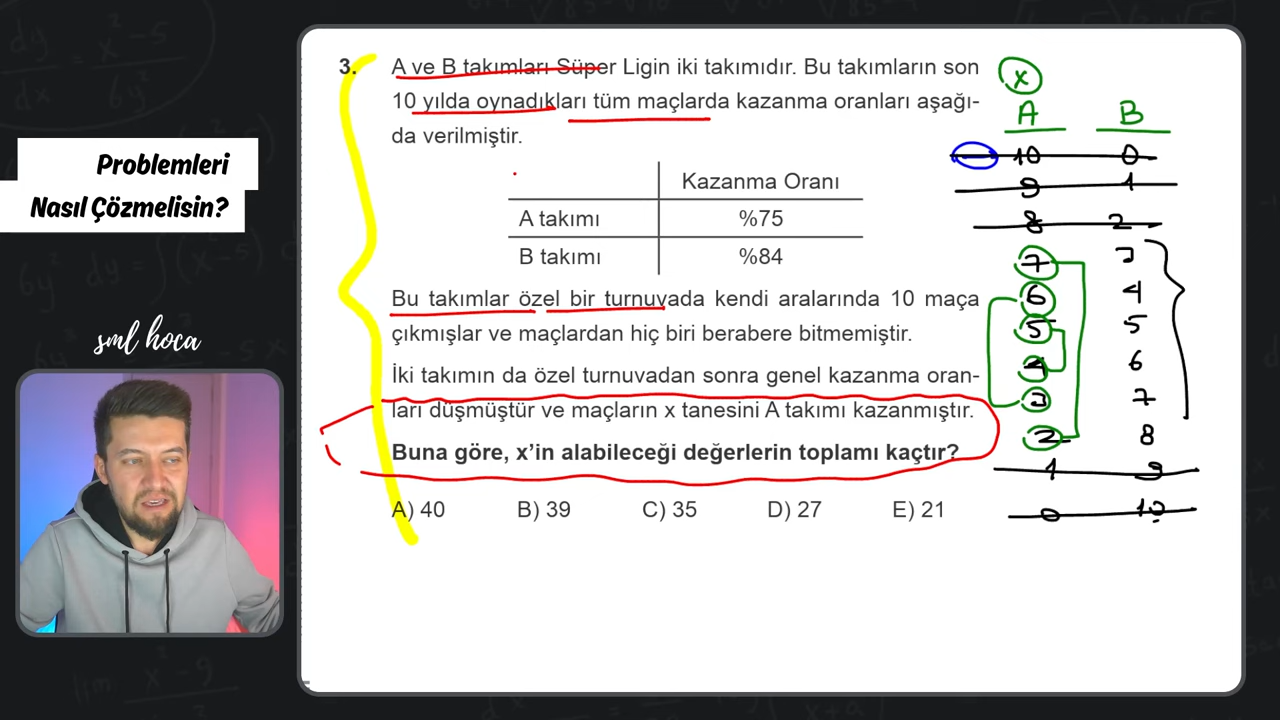 Problemleri
Nasıl Çözmelisin?
sml hoca
3. A ve B takımları Süper Ligin iki takımıdır. Bu takımların son
10 yılda oynadıkları tüm maçlarda kazanma oranları aşağı-
da verilmiştir.
Kazanma Oranı
A takımı %75
B takımı %84
Bu takımlar özel bir turnuvada kendi aralarında 10 maça
çıkmışlar ve maçlardan hiç biri berabere bitmemiştir.
İki takımın da özel turnuvadan sonra genel kazanma oran-
ları düşmüştür ve maçların x tanesini A takımı kazanmıştır.
Buna göre, x'in alabileceği değerlerin toplamı kaçtır?
A) 40 B) 39 C) 35 D) 27 E) 21
x
A B
10 0
9 1
8 2
7 3
6 4
5 5
4 6
3 7
2 8
1 9
0 10